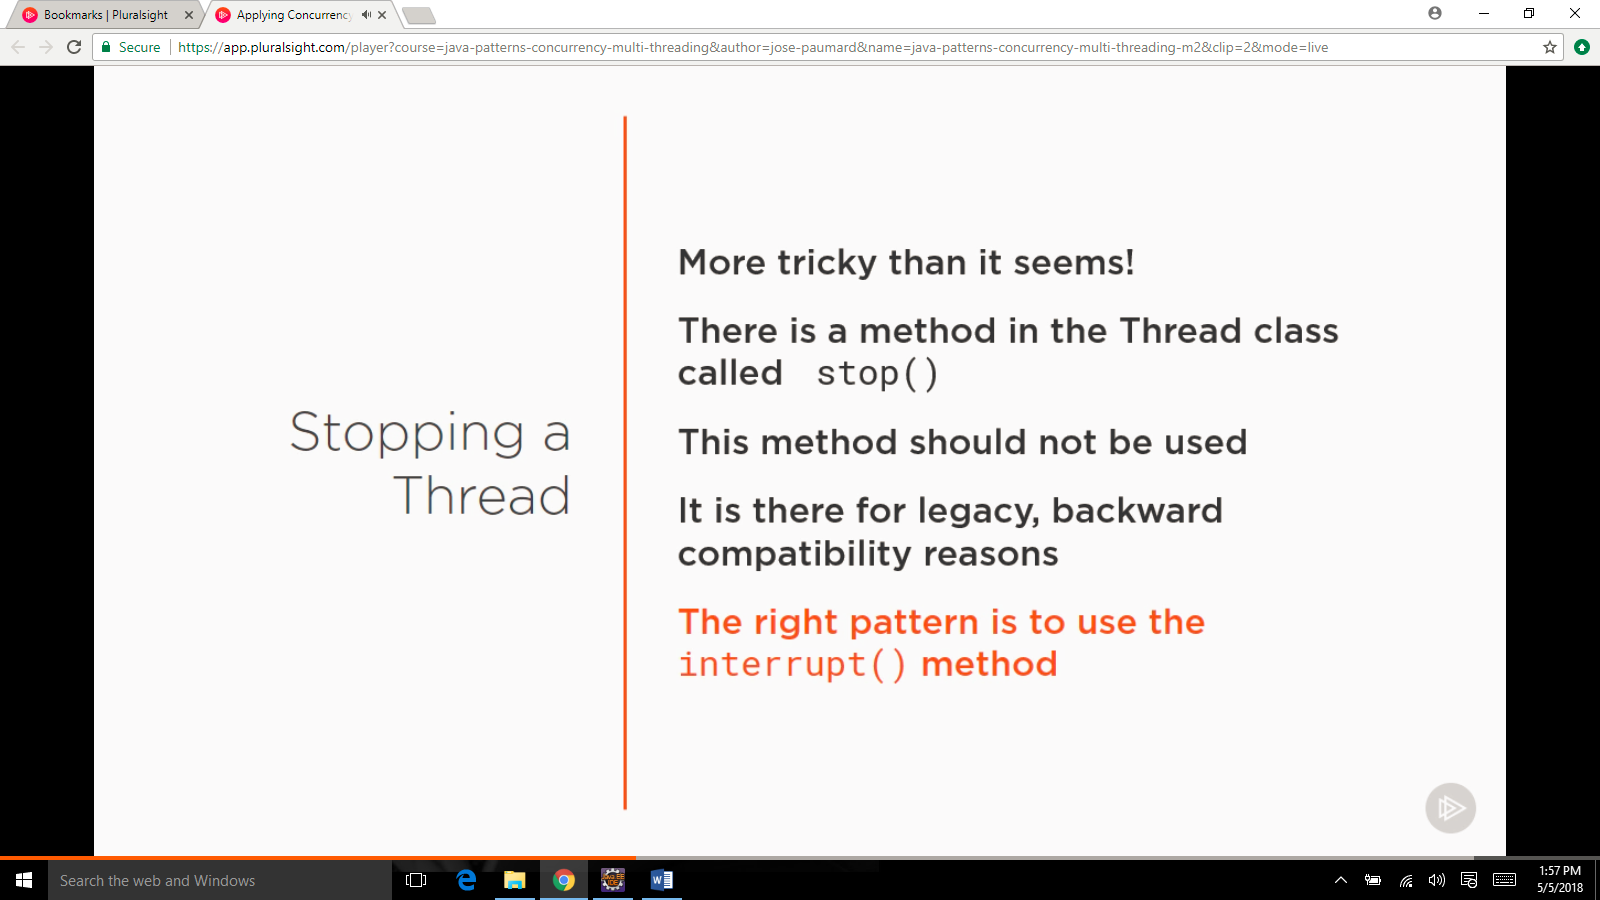 Bookmarks | Pluralsight
Applying Concurrency
Secure
https://app.pluralsight.com/player?course=java-patterns-concurrency-multi-threading&author=jose-paumard&name=java-patterns-concurrency-multi-threading-m2&clip=2&mode=live
Stopping a
Thread
More tricky than it seems!
There is a method in the Thread class
called stop()
This method should not be used
It is there for legacy, backward
compatibility reasons
The right pattern is to use the
interrupt() method
Search the web and Windows
1:57 PM
5/5/2018